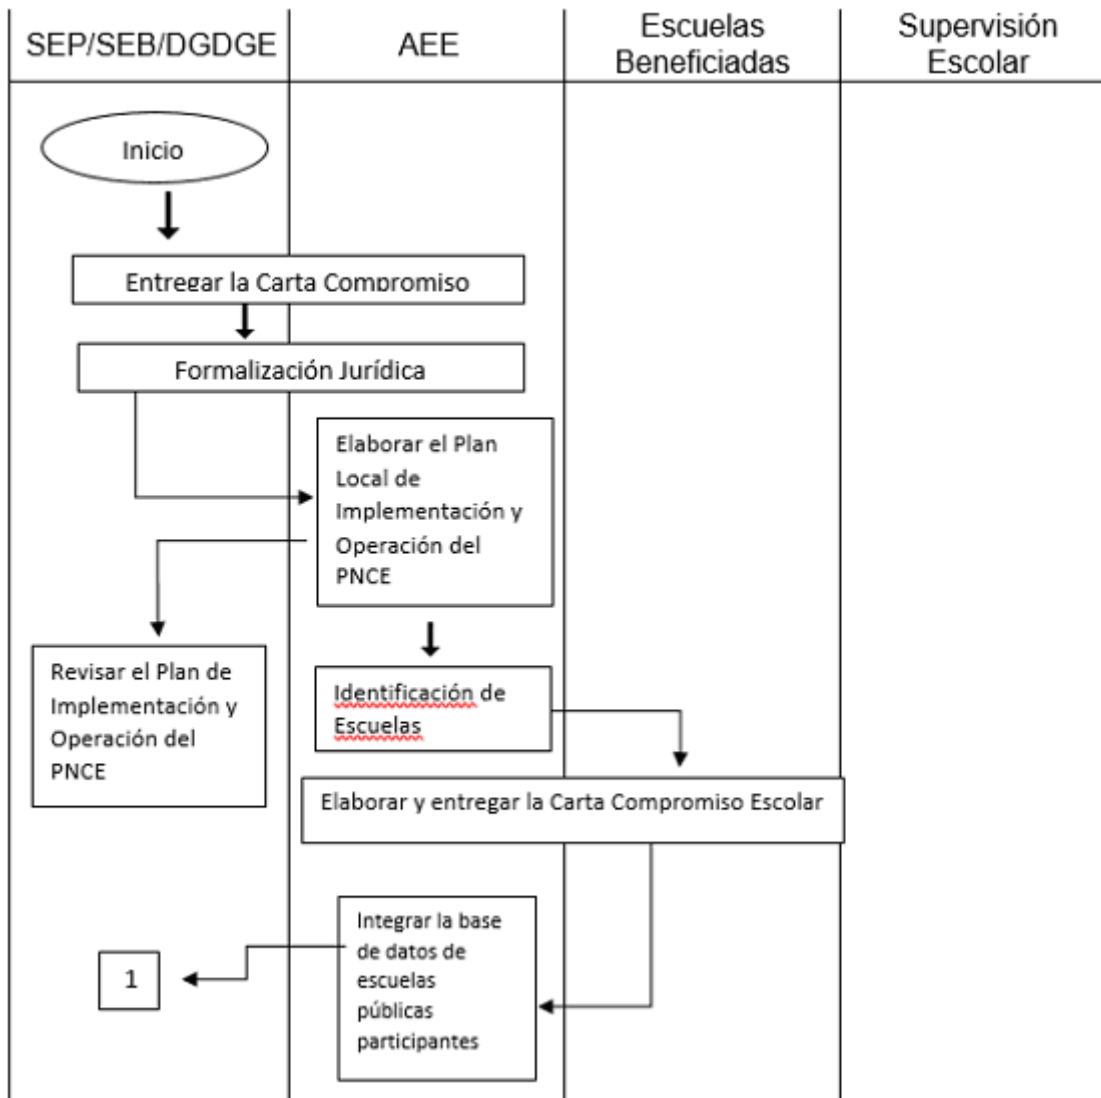 SEP/SEB/DGDGE
AEE
Escuelas
Beneficiadas
Supervisión
Escolar
Inicio
Entregar la Carta Compromiso
Formalización Jurídica
Elaborar el Plan
Local de
Implementación y
Operación del
PNCE
Revisar el Plan de
Implementación y
Operación del
PNCE
Identificación de
Escuelas
Elaborar y entregar la Carta Compromiso Escolar
Integrar la base
de datos de
escuelas
públicas
participantes
1